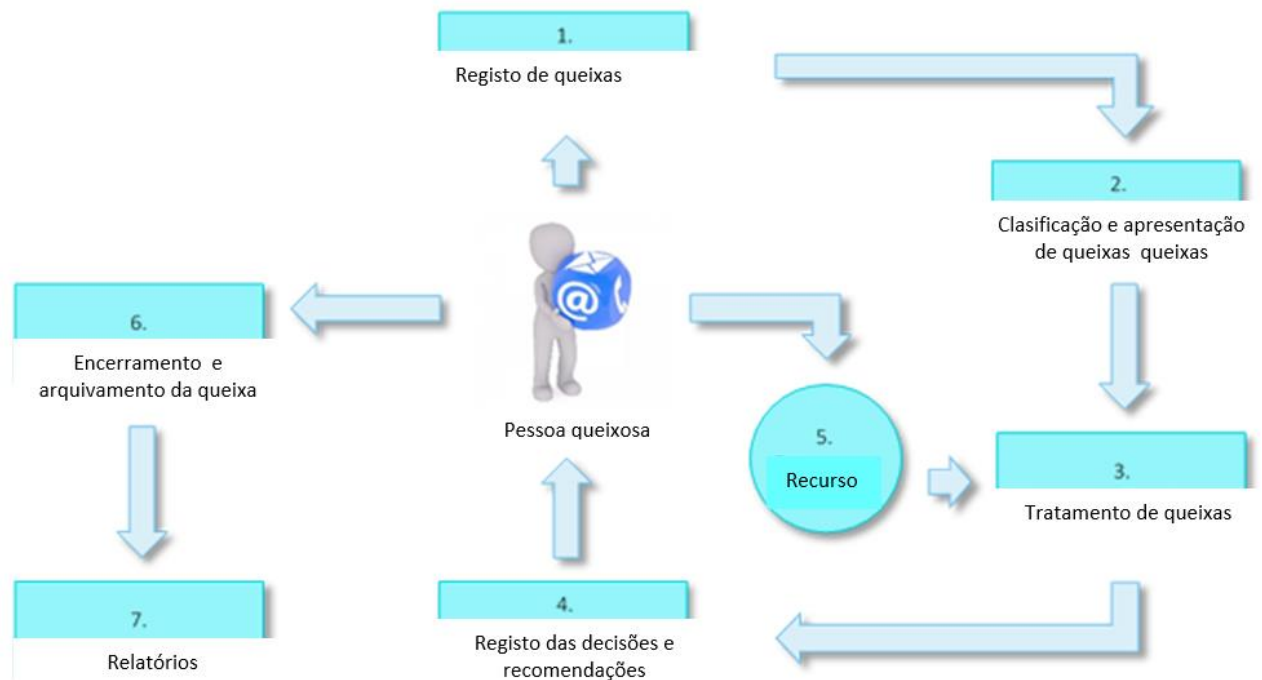 1.
Registo de queixas
2.
Clasificação e apresentação
de queixas queixas
6.
Encerramento e
arquivamento da queixa
@
Pessoa queixosa
5.
Recurso
3.
Tratamento de queixas
7.
Relatórios
4.
Registo das decisões e
recomendações